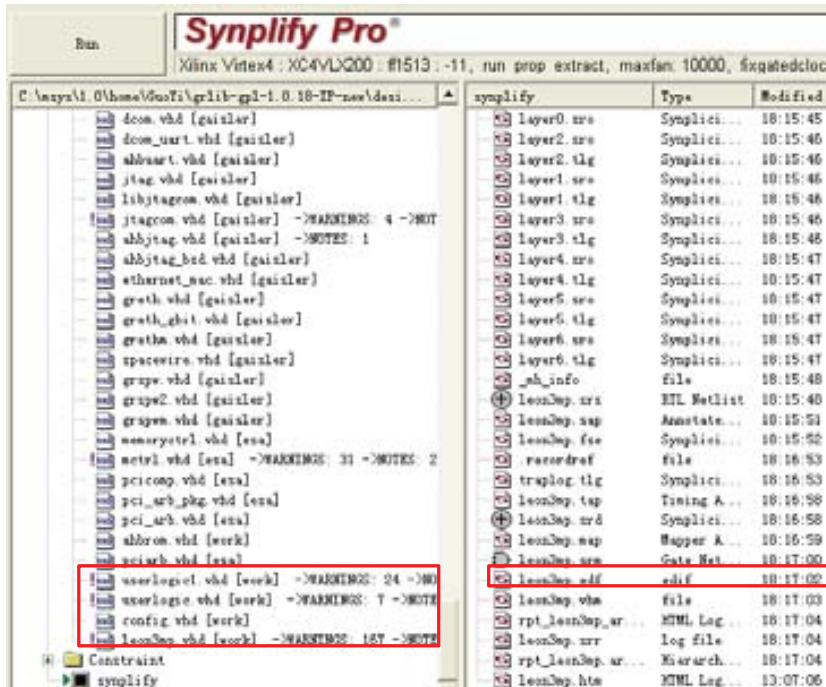 Run
Synplify Pro®
Xilinx Virtex4 : XC4VLX200 : ff1513 : -11, run prop extract, maxfan: 10000, fixgatedcloc
C:\msys\1.0\home\GuoTi\grlib-gpl-1.0.18-IP-new\desi...
dcom.vhd [gaisler]
dcom_uart.vhd [gaisler]
ahbuart.vhd [gaisler]
jtag.vhd [gaisler]
libjtagcom.vhd [gaisler]
! jtagcom.vhd [gaisler] ->WARNINGS: 4 ->NOT
ahbjtag.vhd [gaisler] ->NOTES: 1
ahbjtag_bsd.vhd [gaisler]
ethernet_mac.vhd [gaisler]
greth.vhd [gaisler]
greth_gbit.vhd [gaisler]
grethm.vhd [gaisler]
spacewire.vhd [gaisler]
grspw.vhd [gaisler]
grspw2.vhd [gaisler]
grspwm.vhd [gaisler]
memoryctrl.vhd [esa]
! mctrl.vhd [esa] ->WARNINGS: 31 ->NOTES: 2
pcicomp.vhd [esa]
pci_arb_pkg.vhd [esa]
pci_arb.vhd [esa]
ahbrom.vhd [work]
pciarb.vhd [esa]
! userlogic1.vhd [work] ->WARNINGS: 24 ->NO
! userlogic.vhd [work] ->WARNINGS: 7 ->NOTE
config.vhd [work]
! leon3mp.vhd [work] ->WARNINGS: 167 ->NOTE
Constraint
synplify
synplify Type Modified
layer0.srs Synplici... 18:15:45
layer2.srs Synplici... 18:15:46
layer2.tlg Synplici... 18:15:46
layer1.srs Synplici... 18:15:46
layer1.tlg Synplici... 18:15:46
layer3.srs Synplici... 18:15:46
layer3.tlg Synplici... 18:15:46
layer4.srs Synplici... 18:15:47
layer4.tlg Synplici... 18:15:47
layer5.srs Synplici... 18:15:47
layer5.tlg Synplici... 18:15:47
layer6.srs Synplici... 18:15:47
layer6.tlg Synplici... 18:15:47
_mh_info file 18:15:48
leon3mp.srs RTL Netlist 18:15:48
leon3mp.sap Annotate... 18:15:51
leon3mp.fse Synplici... 18:15:52
.recordref file 18:16:53
traplog.tlg Synplici... 18:16:53
leon3mp.tap Timing A... 18:16:58
leon3mp.srd Synplici... 18:16:58
leon3mp.map Mapper A... 18:16:59
leon3mp.srm Gate Net... 18:17:00
leon3mp.edf edif 18:17:02
leon3mp.vhm file 18:17:03
rpt_leon3mp_ar... HTML Log... 18:17:04
leon3mp.srr log file 18:17:04
rpt_leon3mp.ar... Hierarch... 18:17:04
leon3mp.htm HTML Log... 13:07:06